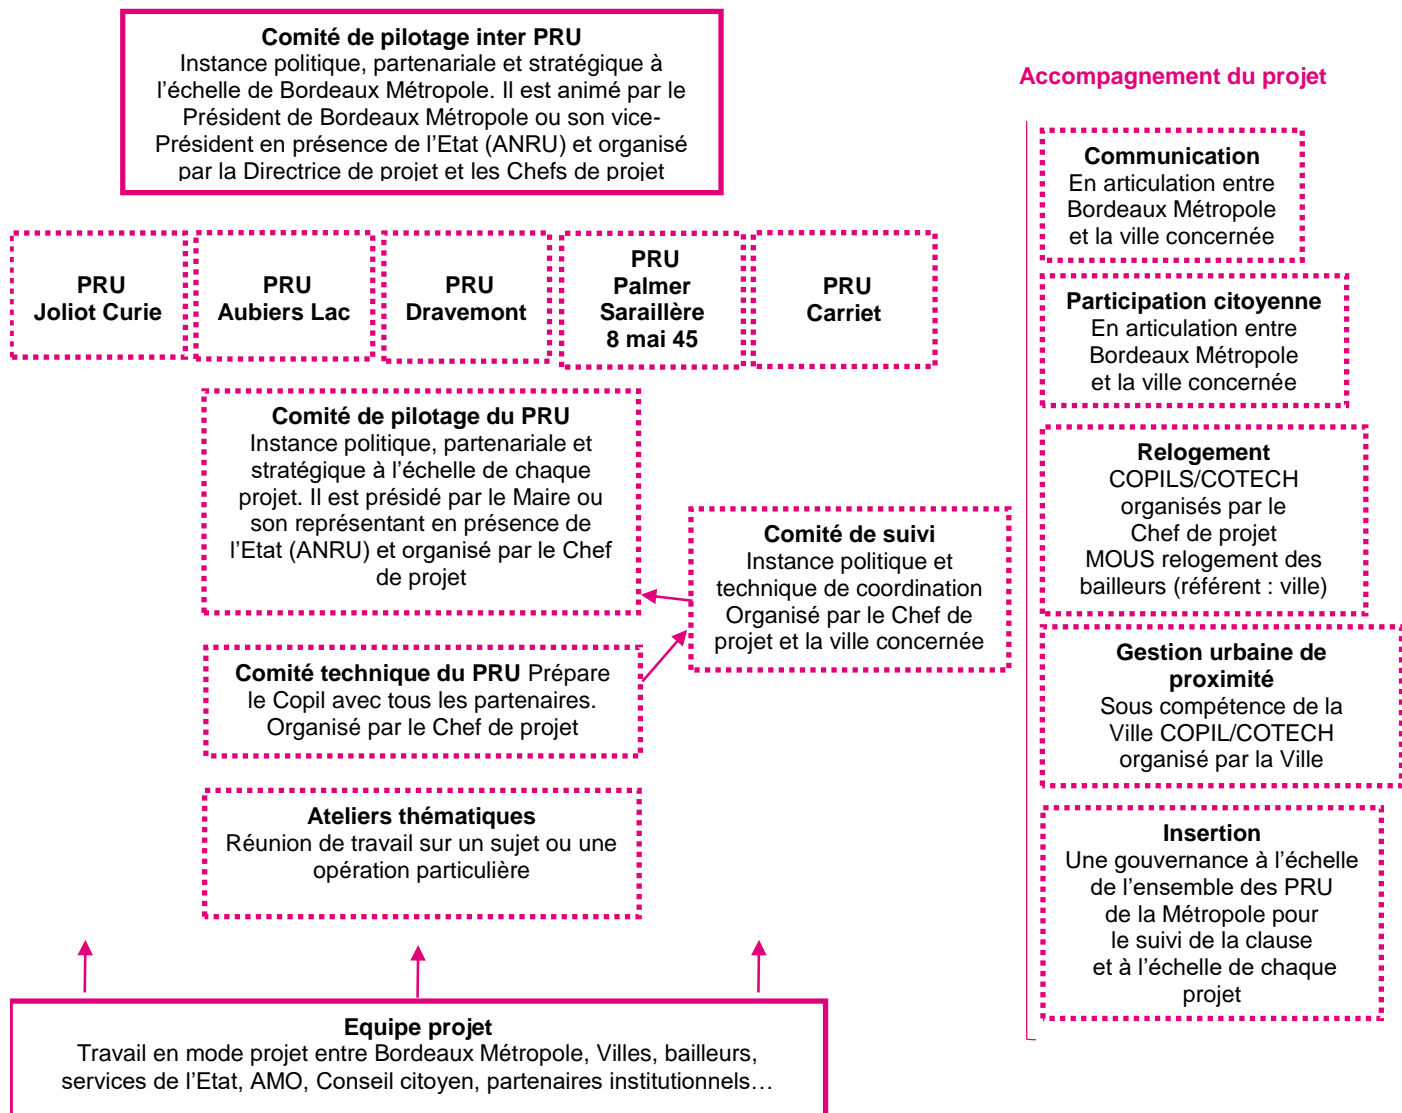 Comité de pilotage inter PRU
Instance politique, partenariale et stratégique à
l’échelle de Bordeaux Métropole. Il est animé par le
Président de Bordeaux Métropole ou son vice-
Président en présence de l’Etat (ANRU) et organisé
par la Directrice de projet et les Chefs de projet
PRU
Joliot Curie
PRU
Aubiers Lac
PRU
Dravemont
PRU
Palmer
Saraillère
8 mai 45
PRU
Carriet
Comité de pilotage du PRU
Instance politique, partenariale et
stratégique à l’échelle de chaque
projet. Il est présidé par le Maire ou
son représentant en présence de
l’Etat (ANRU) et organisé par le Chef
de projet
Comité de suivi
Instance politique et
technique de coordination
Organisé par le Chef de
projet et la ville concernée
Comité technique du PRU Prépare
le Copil avec tous les partenaires.
Organisé par le Chef de projet
Ateliers thématiques
Réunion de travail sur un sujet ou une
opération particulière
Equipe projet
Travail en mode projet entre Bordeaux Métropole, Villes, bailleurs,
services de l’Etat, AMO, Conseil citoyen, partenaires institutionnels…
Accompagnement du projet
Communication
En articulation entre
Bordeaux Métropole
et la ville concernée
Participation citoyenne
En articulation entre
Bordeaux Métropole
et la ville concernée
Relogement
COPILS/COTECH
organisés par le
Chef de projet
MOUS relogement des
bailleurs (référent : ville)
Gestion urbaine de
proximité
Sous compétence de la
Ville COPIL/COTECH
organisé par la Ville
Insertion
Une gouvernance à l’échelle
de l’ensemble des PRU
de la Métropole pour
le suivi de la clause
et à l’échelle de chaque
projet